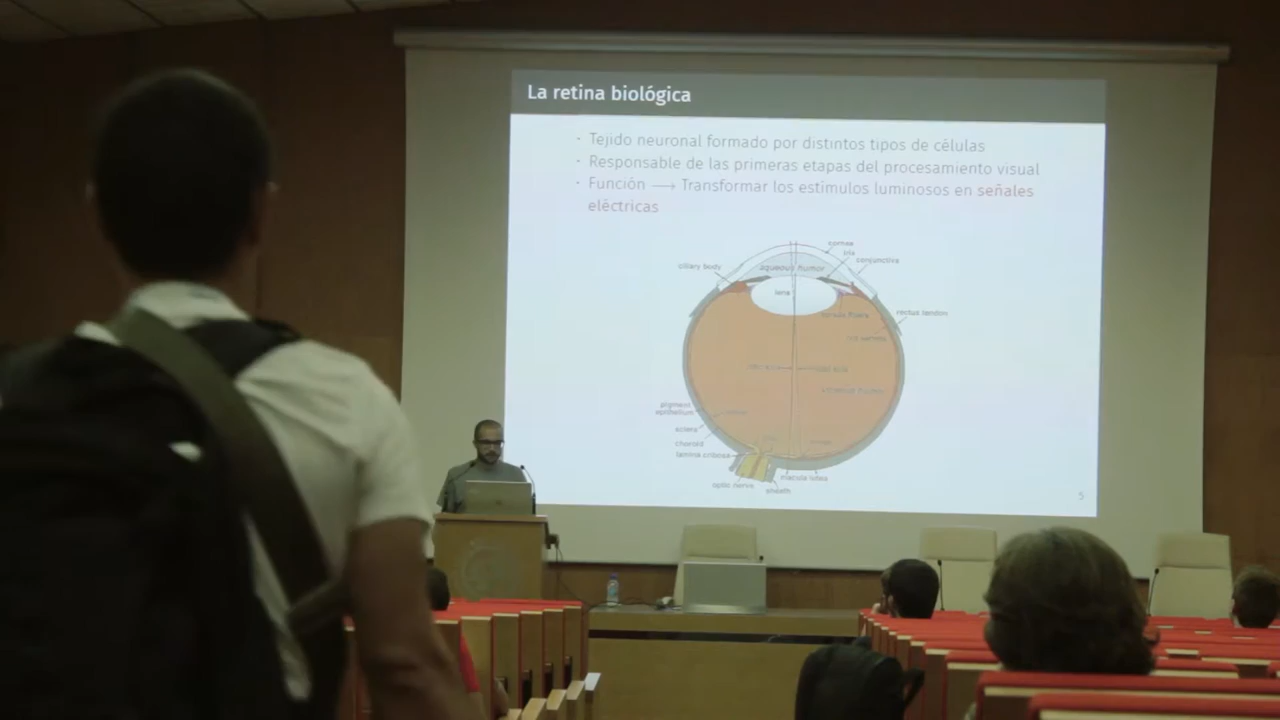 La retina biológica
· Tejido neuronal formado por distintos tipos de células
· Responsable de las primeras etapas del procesamiento visual
· Función → Transformar los estímulos luminosos en señales
eléctricas
cornea
iris
conjunctiva
ciliary body
aqueous humor
lens
rectus tendon
pigment
epithelium
sclera
choroid
lamina cribosa
optic nerve
sheath
macula lutea
5